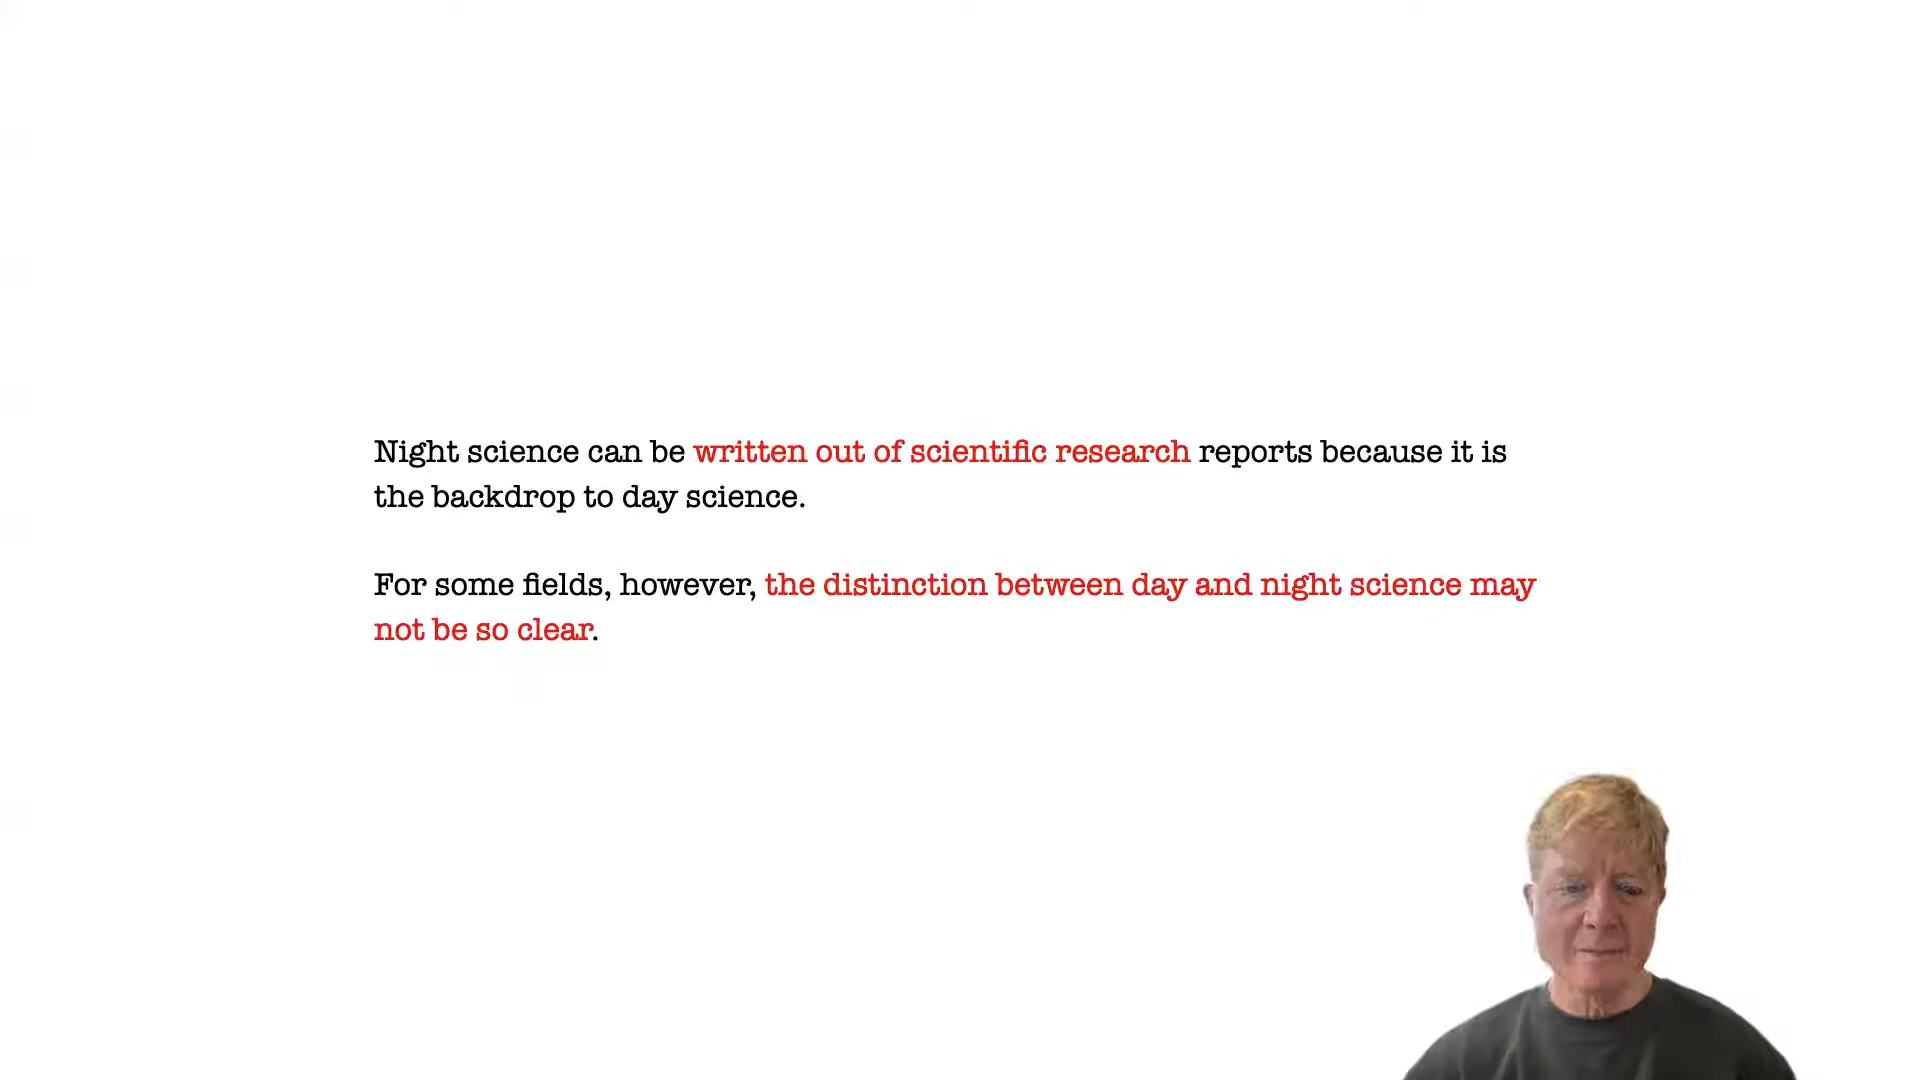 Night science can be written out of scientific research reports because it is
the backdrop to day science.
For some fields, however, the distinction between day and night science may
not be so clear.